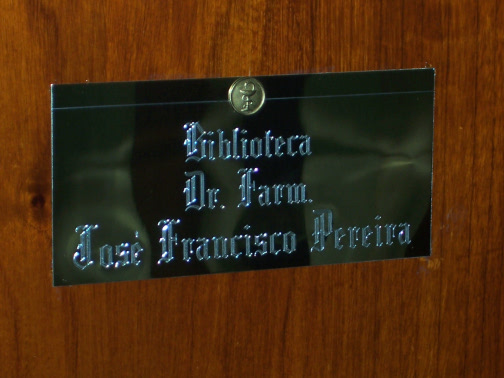 Biblioteca
Dr. Farm.
José Francisco Pereira